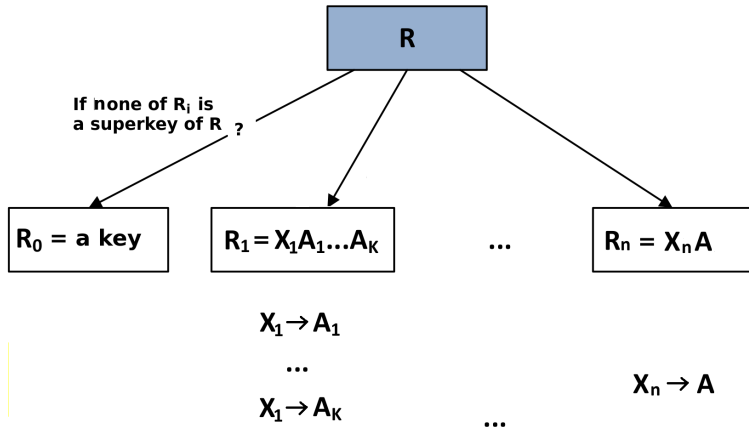 R
If none of Rᵢ is
a superkey of R ?
R₀ = a key
R₁ = X₁A₁...Aₖ
...
Rₙ = XₙA
X₁ → A₁
...
X₁ → Aₖ
...
Xₙ → A